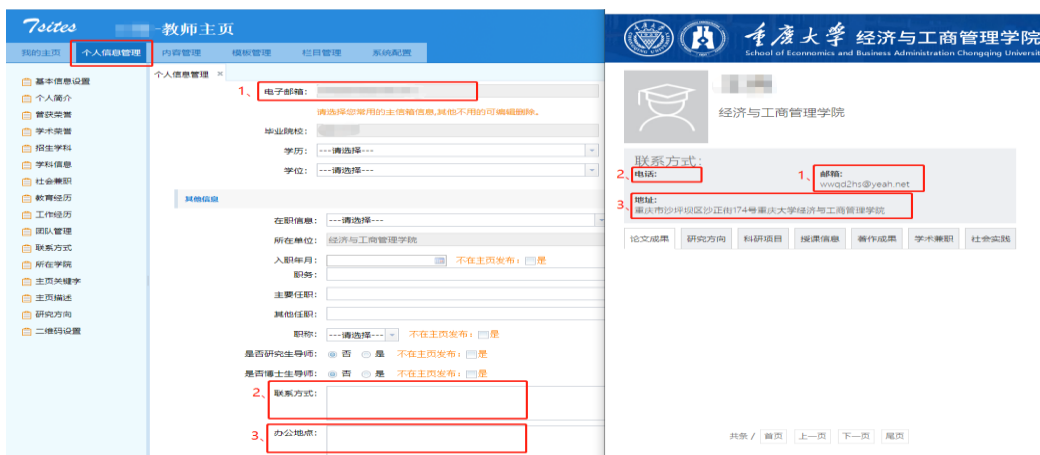 7sites -教师主页
我的主页 个人信息管理 内容管理 模板管理 栏目管理 系统配置
基本信息设置
个人简介
曾获荣誉
学术荣誉
招生学科
学科信息
社会兼职
教育经历
工作经历
团队管理
联系方式
所在学院
主页关键字
主页描述
研究方向
二维码设置
个人信息管理 ×
1、 电子邮箱:
请选择您常用的主信箱信息,其他不用的可编辑删除。
毕业院校:
学历: ---请选择---
学位: ---请选择---
其他信息
在职信息: ---请选择---
所在单位: 经济与工商管理学院
入职年月: 不在主页发布: 是
职务:
主要任职:
其他任职:
职称: ---请选择--- 不在主页发布: 是
是否研究生导师: 否 是 不在主页发布: 是
是否博士生导师: 否 是 不在主页发布: 是
2、 联系方式:
3、 办公地点:
重庆大学 经济与工商管理学院
School of Economics and Business Administration Chongqing Universit
经济与工商管理学院
联系方式:
2、 电话: 1、 邮箱:
wwqd2hs@yeah.net
3、 地址:
重庆市沙坪坝区沙正街174号重庆大学经济与工商管理学院
论文成果 研究方向 科研项目 授课信息 著作成果 学术兼职 社会实践
共条 / 首页 上一页 下一页 尾页